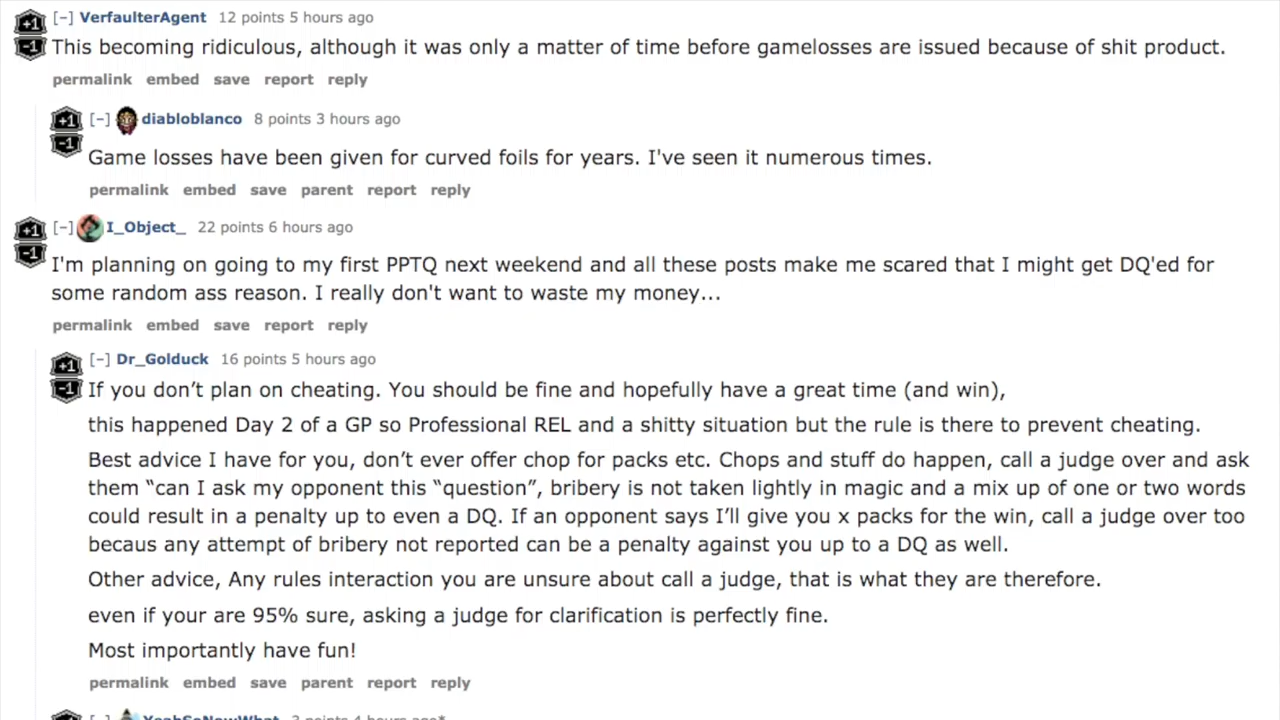 +1 [–] VerfaulterAgent 12 points 5 hours ago
-1 This becoming ridiculous, although it was only a matter of time before gamelosses are issued because of shit product.
permalink embed save report reply
+1 [–] diabloblanco 8 points 3 hours ago
-1
Game losses have been given for curved foils for years. I've seen it numerous times.
permalink embed save parent report reply
+1 [–] I_Object_ 22 points 6 hours ago
-1
I'm planning on going to my first PPTQ next weekend and all these posts make me scared that I might get DQ'ed for
some random ass reason. I really don't want to waste my money...
permalink embed save report reply
+1 [–] Dr_Golduck 16 points 5 hours ago
-1 If you don’t plan on cheating. You should be fine and hopefully have a great time (and win),
this happened Day 2 of a GP so Professional REL and a shitty situation but the rule is there to prevent cheating.
Best advice I have for you, don’t ever offer chop for packs etc. Chops and stuff do happen, call a judge over and ask
them “can I ask my opponent this “question”, bribery is not taken lightly in magic and a mix up of one or two words
could result in a penalty up to even a DQ. If an opponent says I’ll give you x packs for the win, call a judge over too
becaus any attempt of bribery not reported can be a penalty against you up to a DQ as well.
Other advice, Any rules interaction you are unsure about call a judge, that is what they are therefore.
even if your are 95% sure, asking a judge for clarification is perfectly fine.
Most importantly have fun!
permalink embed save parent report reply
[–] YeahSoNowWhat 3 points 4 hours ago*